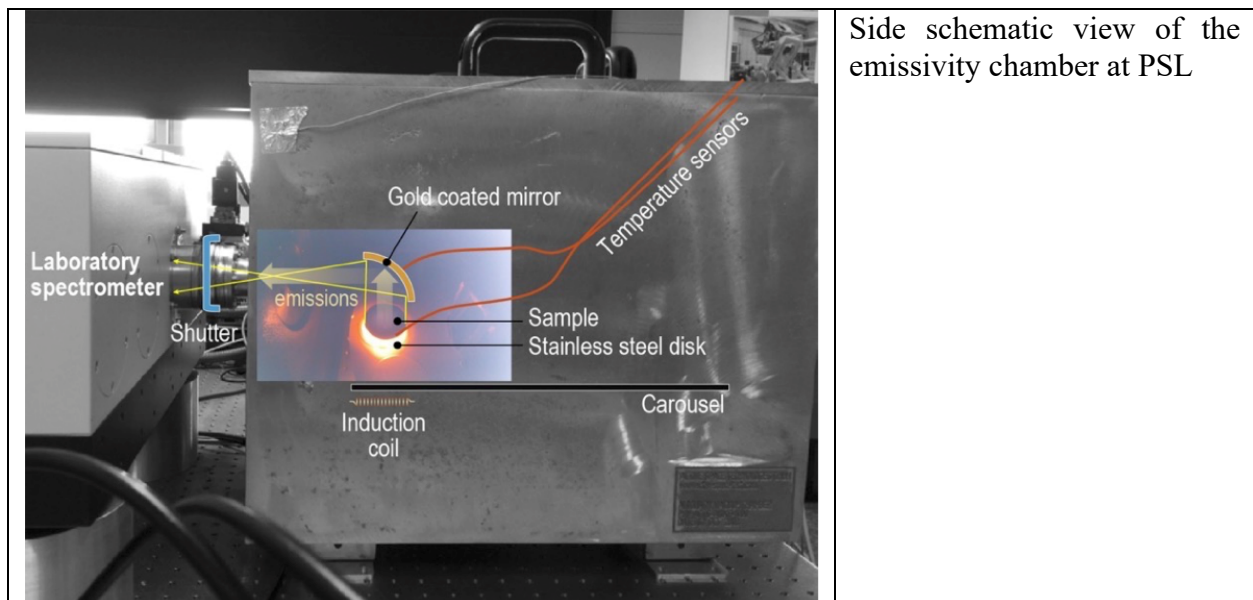 Side schematic view of the
emissivity chamber at PSL
Temperature sensors
Gold coated mirror
Laboratory
spectrometer
emissions
Shutter
Sample
Stainless steel disk
Carousel
Induction
coil